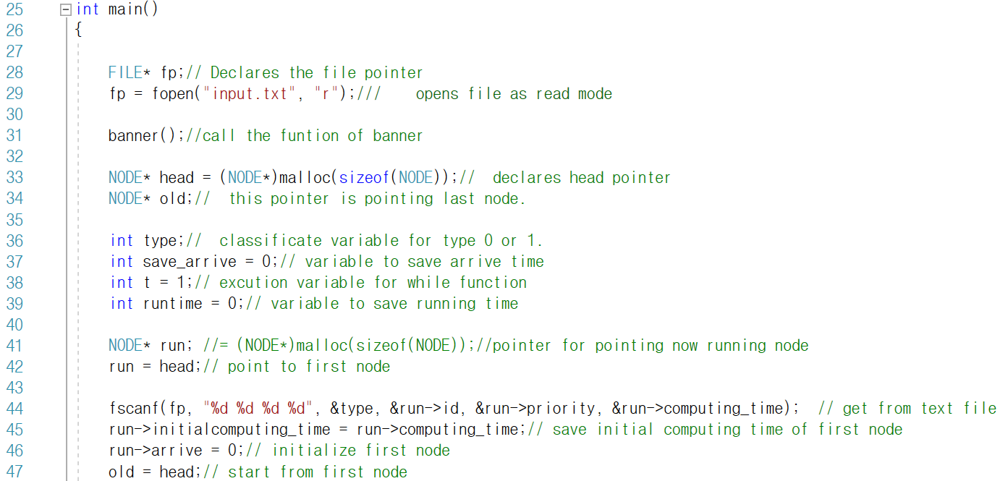 25 int main()
26 {
27
28 FILE* fp;// Declares the file pointer
29 fp = fopen("input.txt", "r");/// opens file as read mode
30
31 banner();//call the funtion of banner
32
33 NODE* head = (NODE*)malloc(sizeof(NODE));// declares head pointer
34 NODE* old;// this pointer is pointing last node.
35
36 int type;// classificate variable for type 0 or 1.
37 int save_arrive = 0;// variable to save arrive time
38 int t = 1;// excution variable for while function
39 int runtime = 0;// variable to save running time
40
41 NODE* run; //= (NODE*)malloc(sizeof(NODE));//pointer for pointing now running node
42 run = head;// point to first node
43
44 fscanf(fp, "%d %d %d %d", &type, &run->id, &run->priority, &run->computing_time); // get from text file
45 run->initialcomputing_time = run->computing_time;// save initial computing time of first node
46 run->arrive = 0;// initialize first node
47 old = head;// start from first node